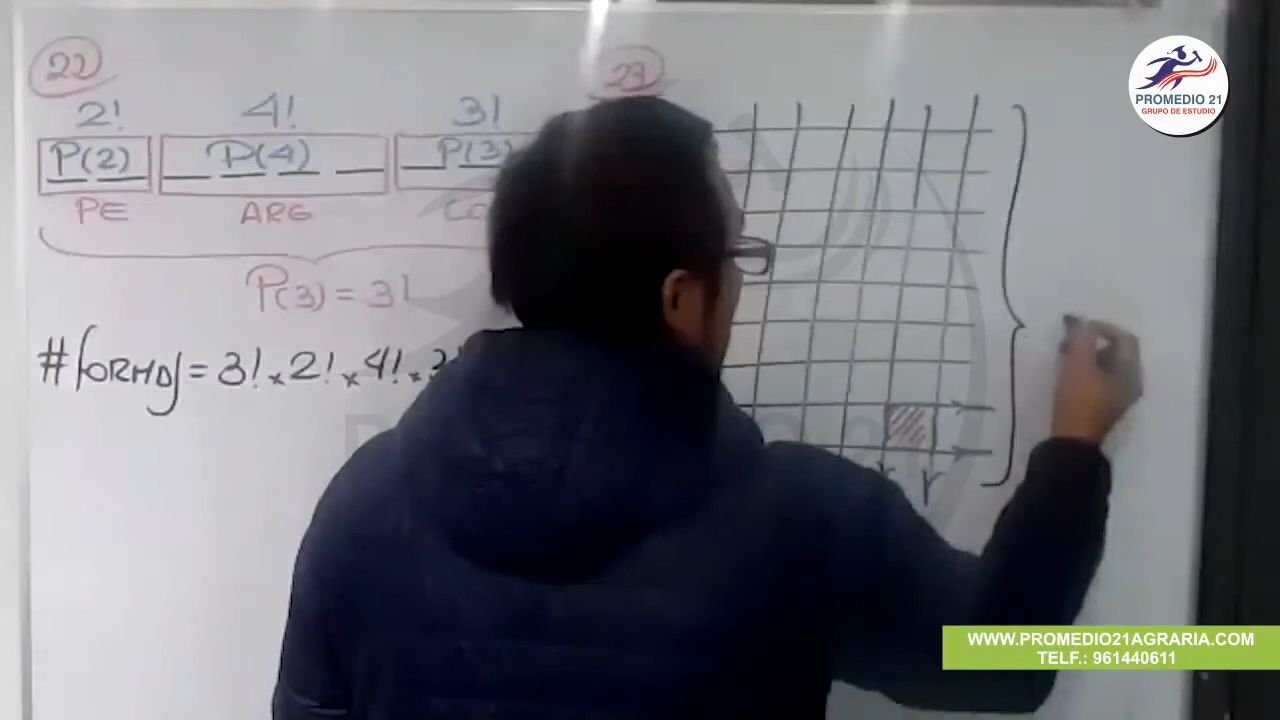 22
23
2! 4! 3!
P(2) P(4) P(3)
PE ARG CO
P(3) = 3!
# FORMAS = 3! x 2! x 4! x 3!
PROMEDIO 21
GRUPO DE ESTUDIO
WWW.PROMEDIO21AGRARIA.COM
TELF.: 961440611